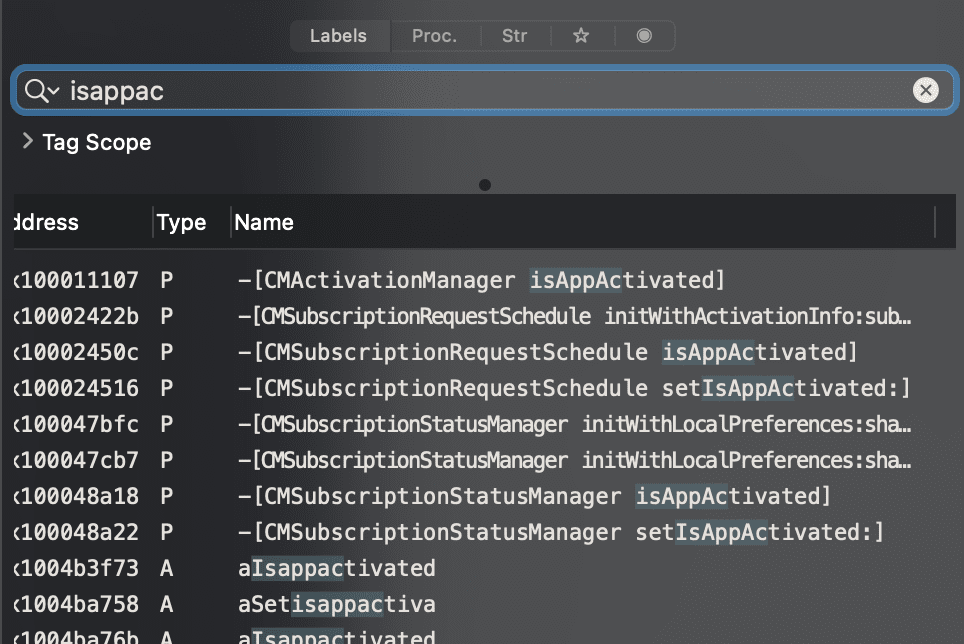 Labels Proc. Str
isappac
Tag Scope
ddress Type Name
x100011107 P -[CMActivationManager isAppActivated]
x10002422b P -[CMSubscriptionRequestSchedule initWithActivationInfo:sub…
x10002450c P -[CMSubscriptionRequestSchedule isAppActivated]
x100024516 P -[CMSubscriptionRequestSchedule setIsAppActivated:]
x100047bfc P -[CMSubscriptionStatusManager initWithLocalPreferences:sha…
x100047cb7 P -[CMSubscriptionStatusManager initWithLocalPreferences:sha…
x100048a18 P -[CMSubscriptionStatusManager isAppActivated]
x100048a22 P -[CMSubscriptionStatusManager setIsAppActivated:]
x1004b3f73 A aIsappactivated
x1004ba758 A aSetisappactiva
x1004ba76b A aIsappactivated